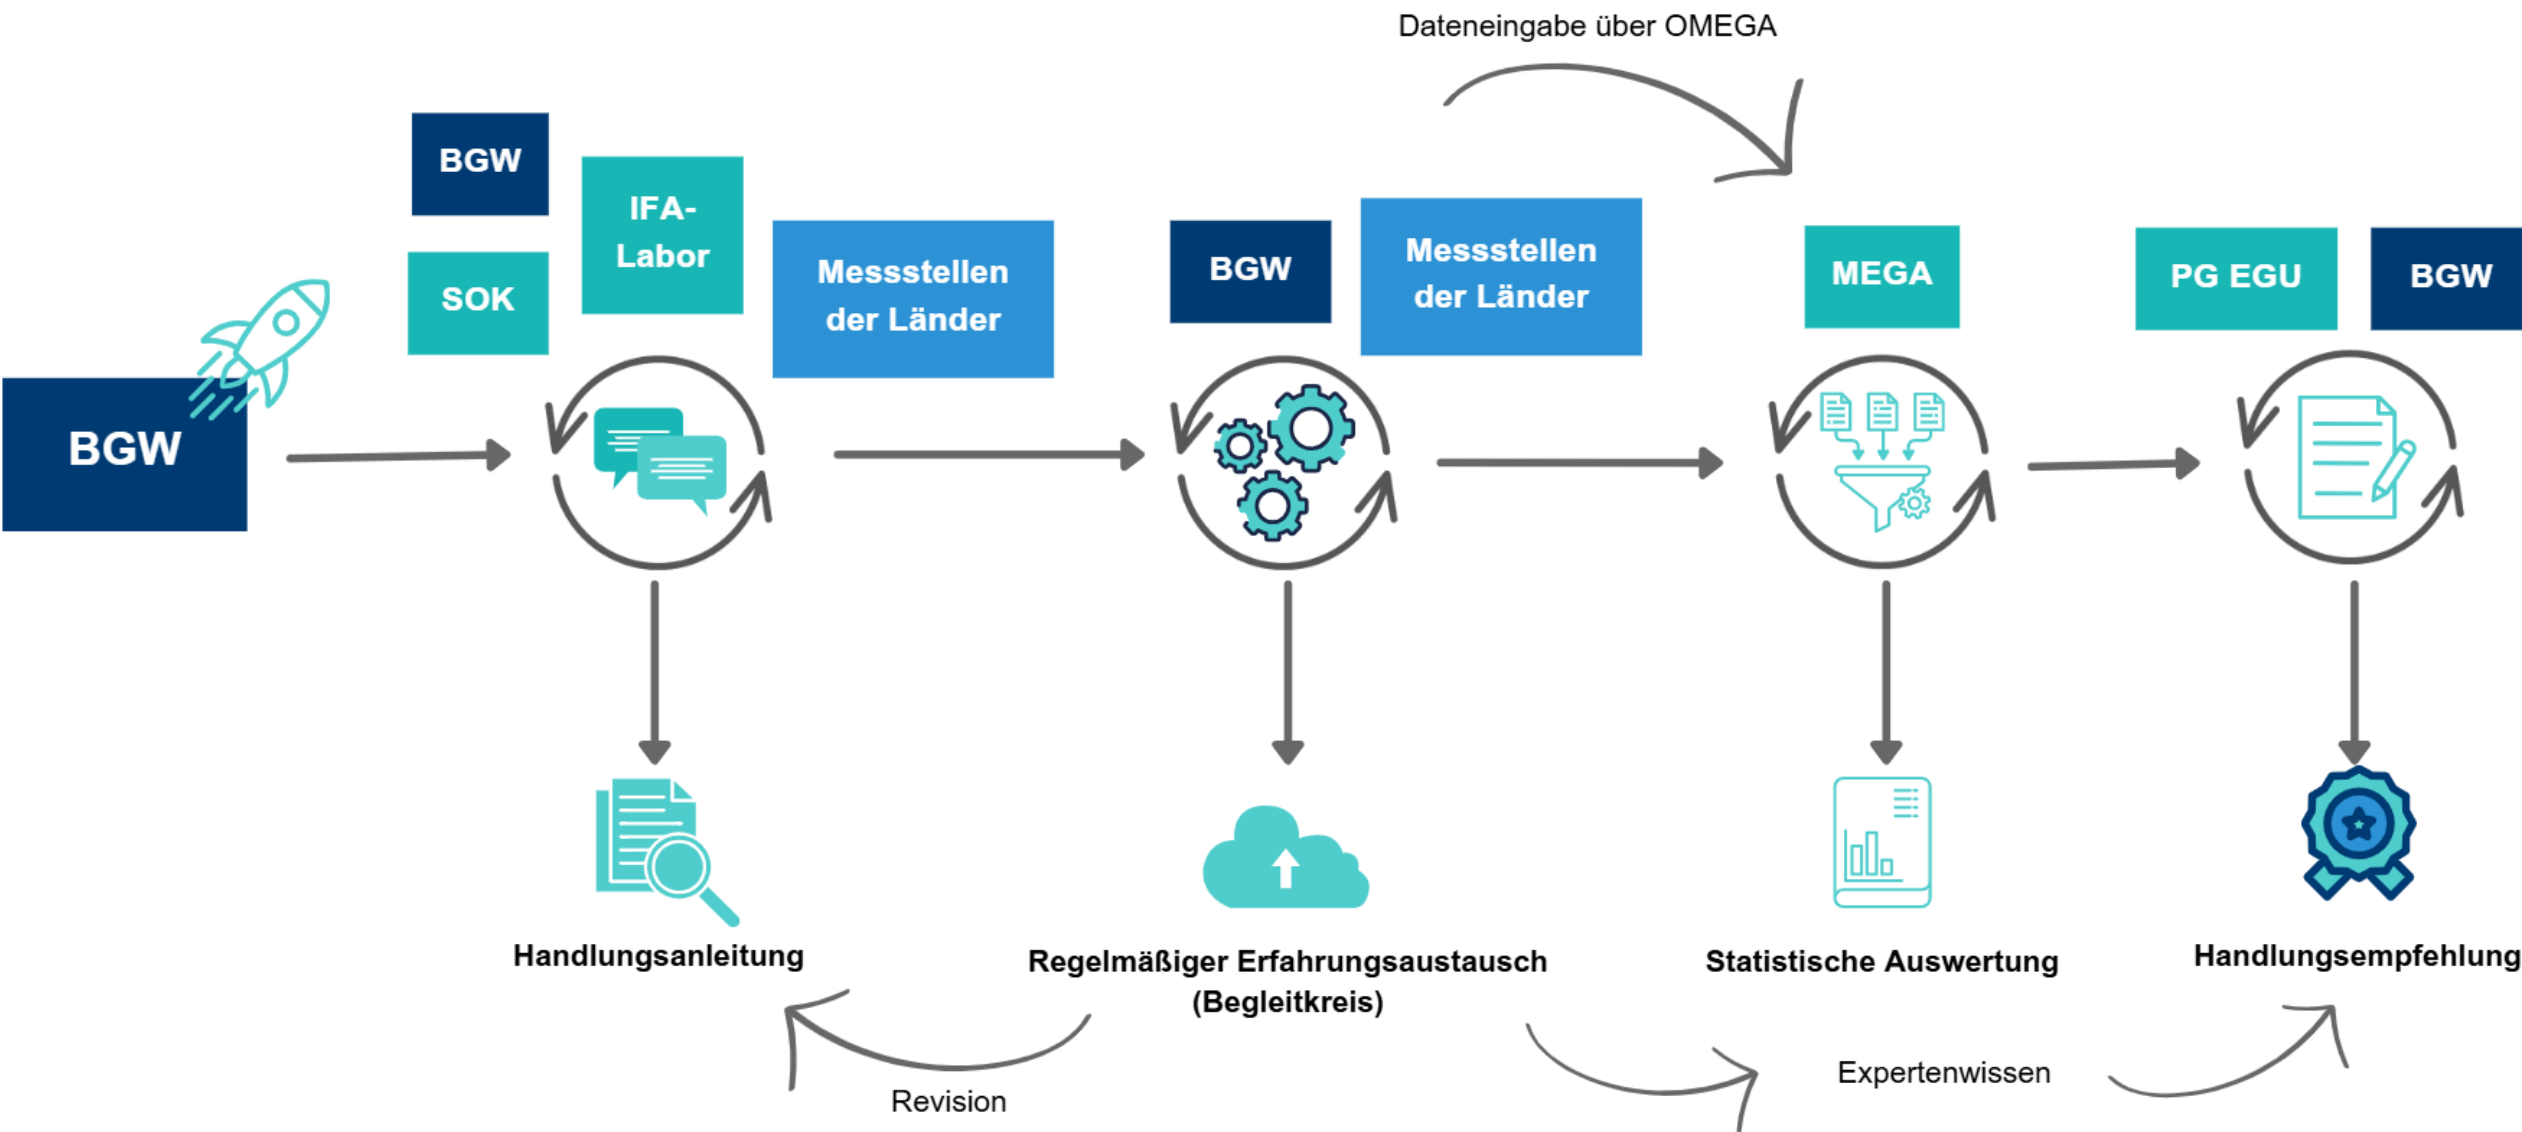 Dateneingabe über OMEGA
BGW
BGW
SOK
IFA-
Labor
Messstellen
der Länder
BGW
Messstellen
der Länder
MEGA
PG EGU
BGW
Handlungsanleitung
Regelmäßiger Erfahrungsaustausch
(Begleitkreis)
Statistische Auswertung
Handlungsempfehlung
Revision
Expertenwissen